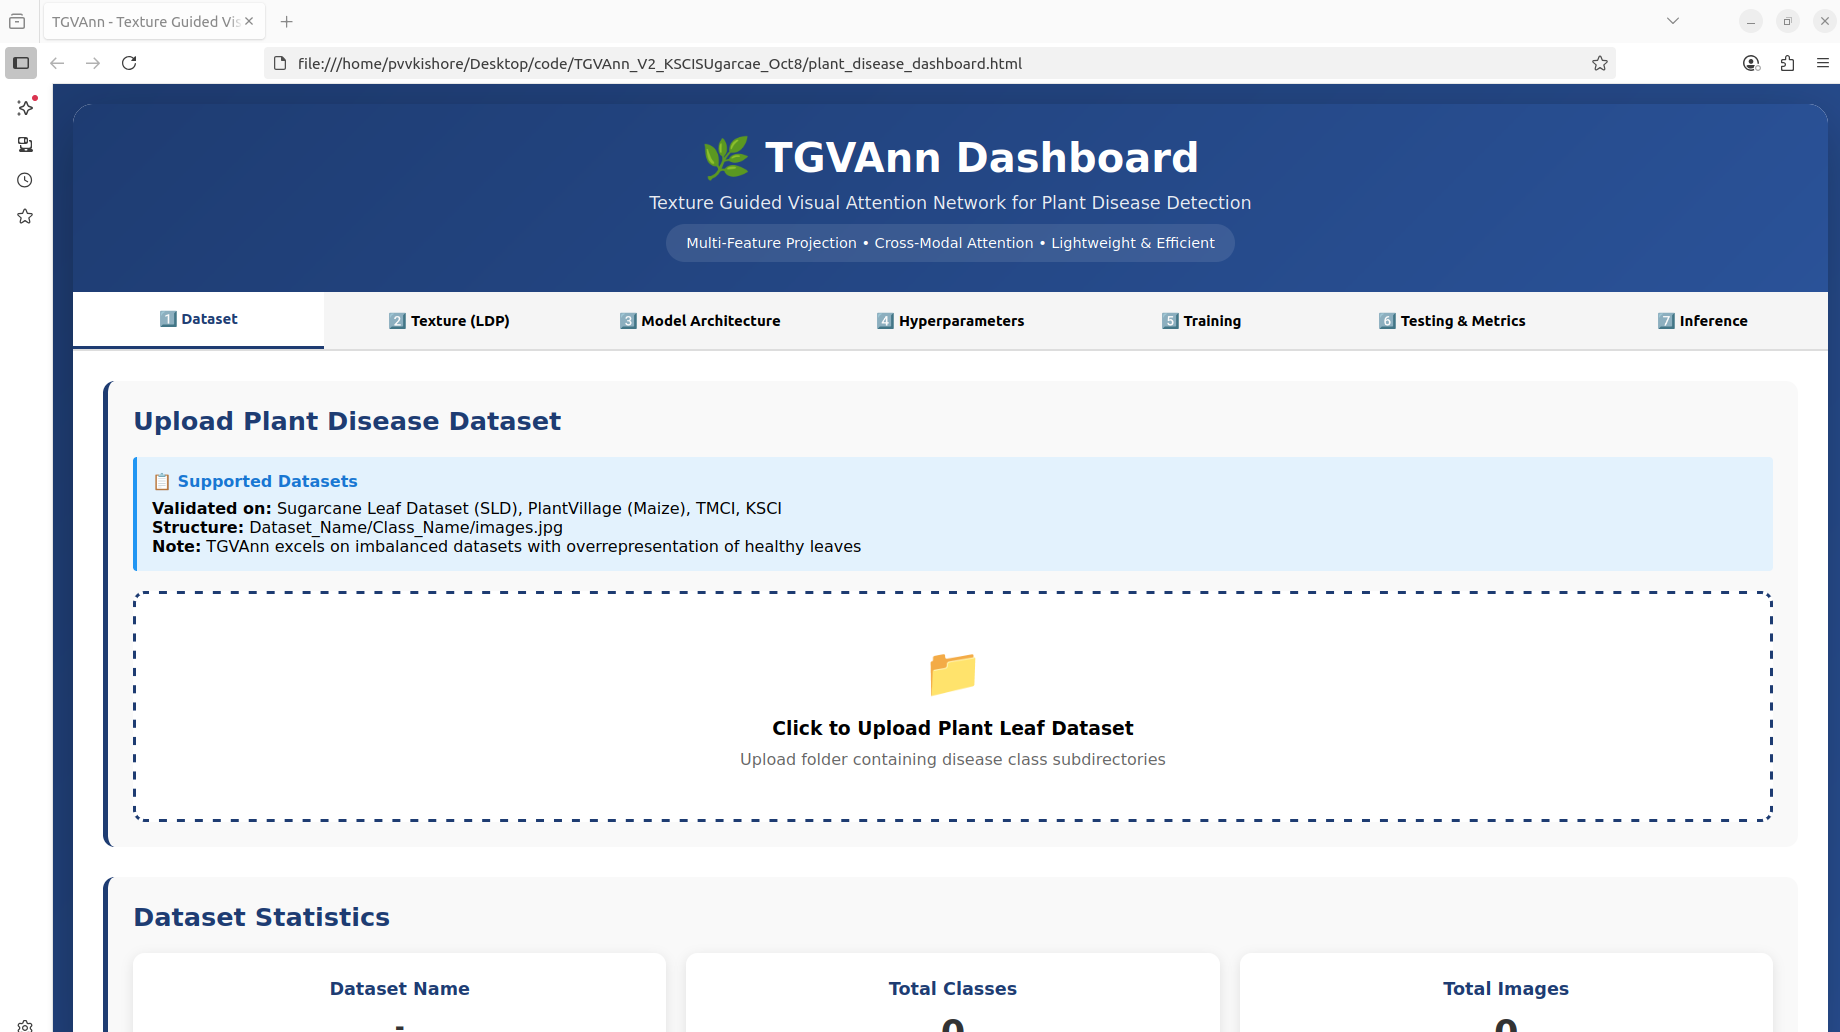 TGVAnn - Texture Guided Vis
file:///home/pvvkishore/Desktop/code/TGVAnn_V2_KSCISUgarcae_Oct8/plant_disease_dashboard.html
🌿 TGVAnn Dashboard
Texture Guided Visual Attention Network for Plant Disease Detection
Multi-Feature Projection • Cross-Modal Attention • Lightweight & Efficient
1️⃣ Dataset
2️⃣ Texture (LDP)
3️⃣ Model Architecture
4️⃣ Hyperparameters
5️⃣ Training
6️⃣ Testing & Metrics
7️⃣ Inference
Upload Plant Disease Dataset
📋 Supported Datasets
Validated on: Sugarcane Leaf Dataset (SLD), PlantVillage (Maize), TMCI, KSCI
Structure: Dataset_Name/Class_Name/images.jpg
Note: TGVAnn excels on imbalanced datasets with overrepresentation of healthy leaves
Click to Upload Plant Leaf Dataset
Upload folder containing disease class subdirectories
Dataset Statistics
Dataset Name
-
Total Classes
0
Total Images
0